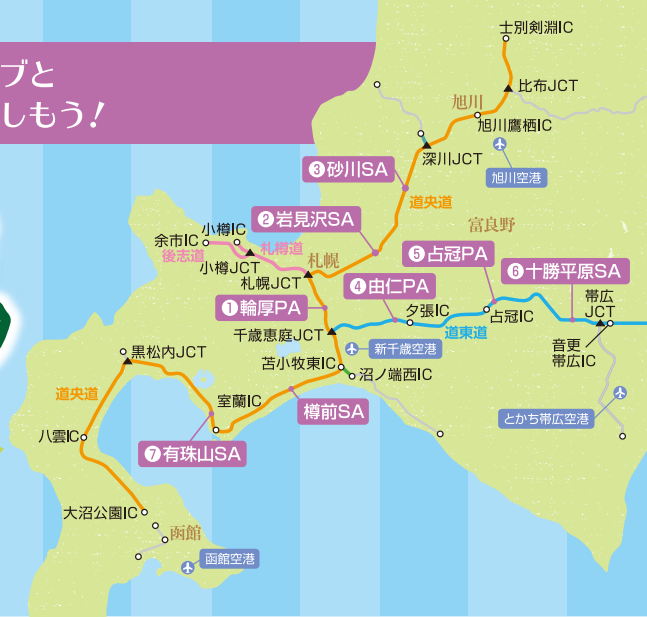 ブと
しもう!
士別剣淵IC
比布JCT
旭川
旭川鷹栖IC
深川JCT
旭川空港
❸砂川SA
道央道
❷岩見沢SA
富良野
小樽IC
余市IC
後志道
札樽道
小樽JCT
札幌
札幌JCT
❺占冠PA
❹由仁PA
❻十勝平原SA
❶輪厚PA
夕張IC
占冠IC
帯広
JCT
千歳恵庭JCT
道東道
音更
帯広IC
新千歳空港
黒松内JCT
苫小牧東IC
沼ノ端西IC
道央道
室蘭IC
樽前SA
とかち帯広空港
八雲IC
❼有珠山SA
大沼公園IC
函館
函館空港